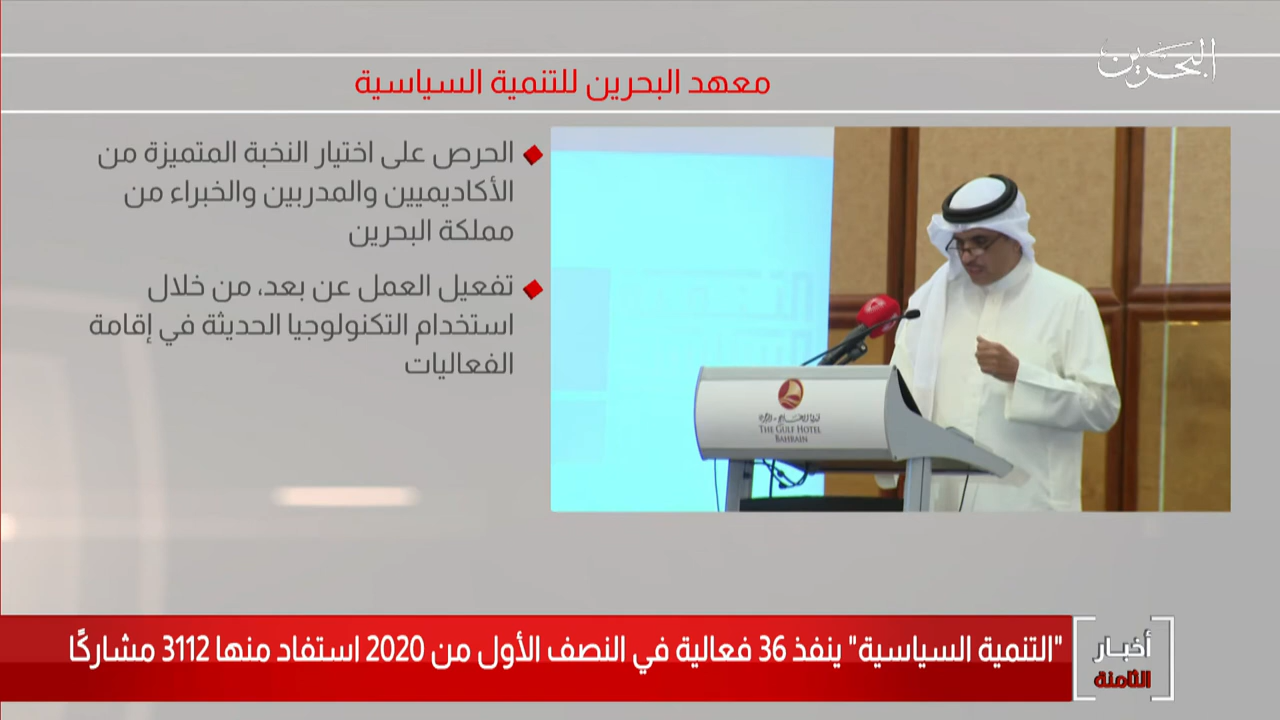 البحرين
معهد البحرين للتنمية السياسية
الحرص على اختيار النخبة المتميزة من
الأكاديميين والمدربين والخبراء من
مملكة البحرين
تفعيل العمل عن بعد، من خلال
استخدام التكنولوجيا الحديثة في إقامة
الفعاليات
THE GULF HOTEL
BAHRAIN
أخبار
الثامنة
"التنمية السياسية" ينفذ 36 فعالية في النصف الأول من 2020 استفاد منها 3112 مشاركًا